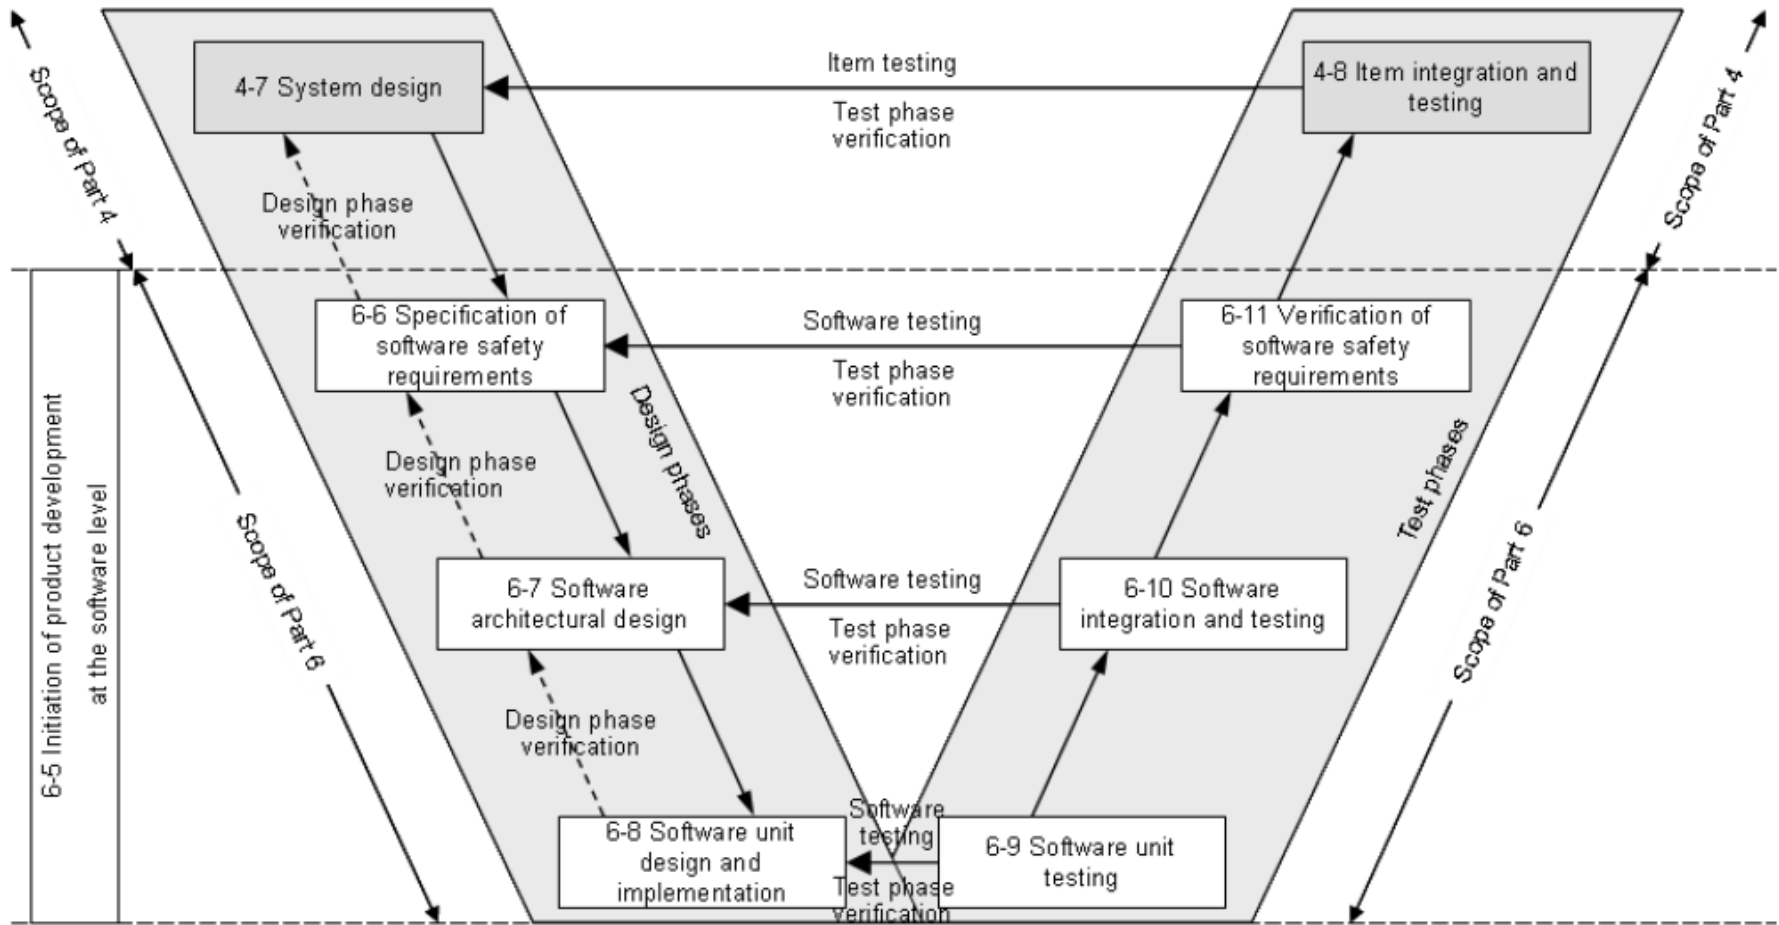 Scope of Part 4
4-7 System design
Item testing
Test phase
verification
4-8 Item integration and
testing
Scope of Part 4
Design phase
verification
6-5 Initiation of product development
at the software level
Scope of Part 6
6-6 Specification of
software safety
requirements
Software testing
Test phase
verification
6-11 Verification of
software safety
requirements
Design phases
Test phases
Design phase
verification
6-7 Software
architectural design
Software testing
Test phase
verification
6-10 Software
integration and testing
Scope of Part 6
Design phase
verification
6-8 Software unit
design and
implementation
Software
testing
Test phase
verification
6-9 Software unit
testing